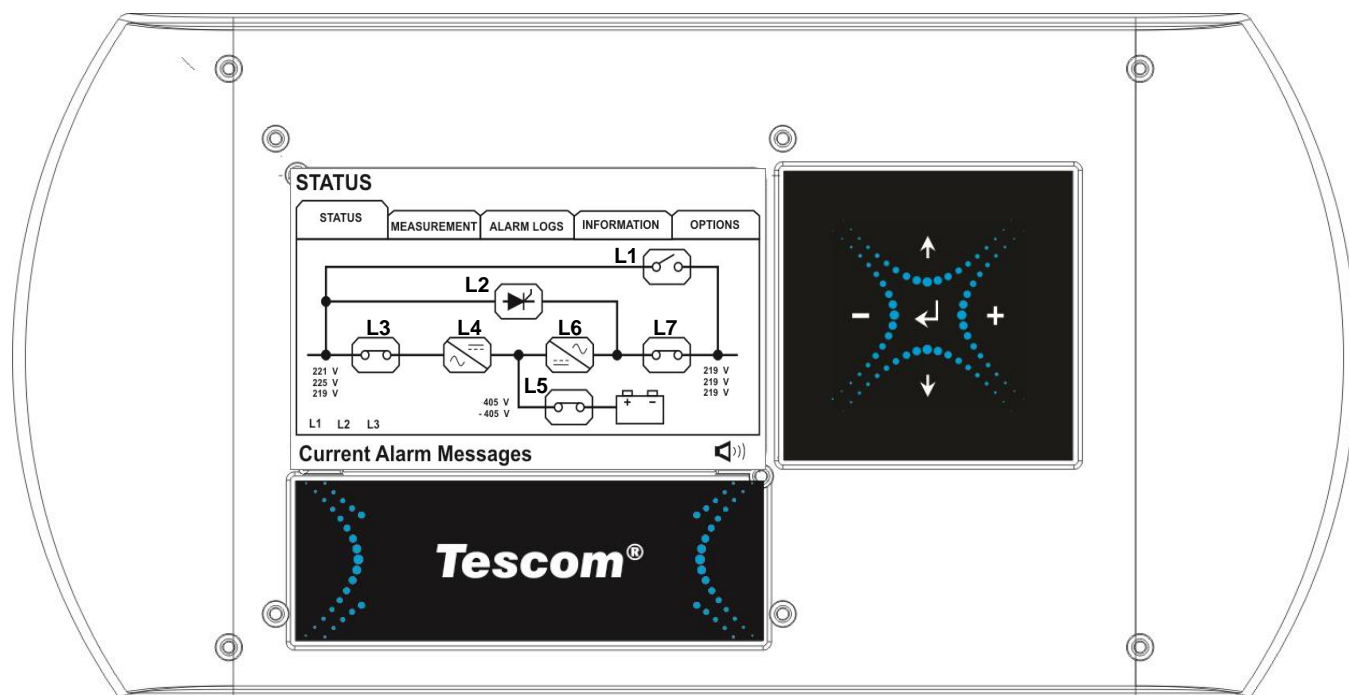 STATUS
STATUS MEASUREMENT ALARM LOGS INFORMATION OPTIONS
L1
L2
L3 L4 L6 L7
221 V
225 V
219 V
219 V
219 V
219 V
L5
405 V
- 405 V
+ −
L1 L2 L3
Current Alarm Messages
− +
Tescom®